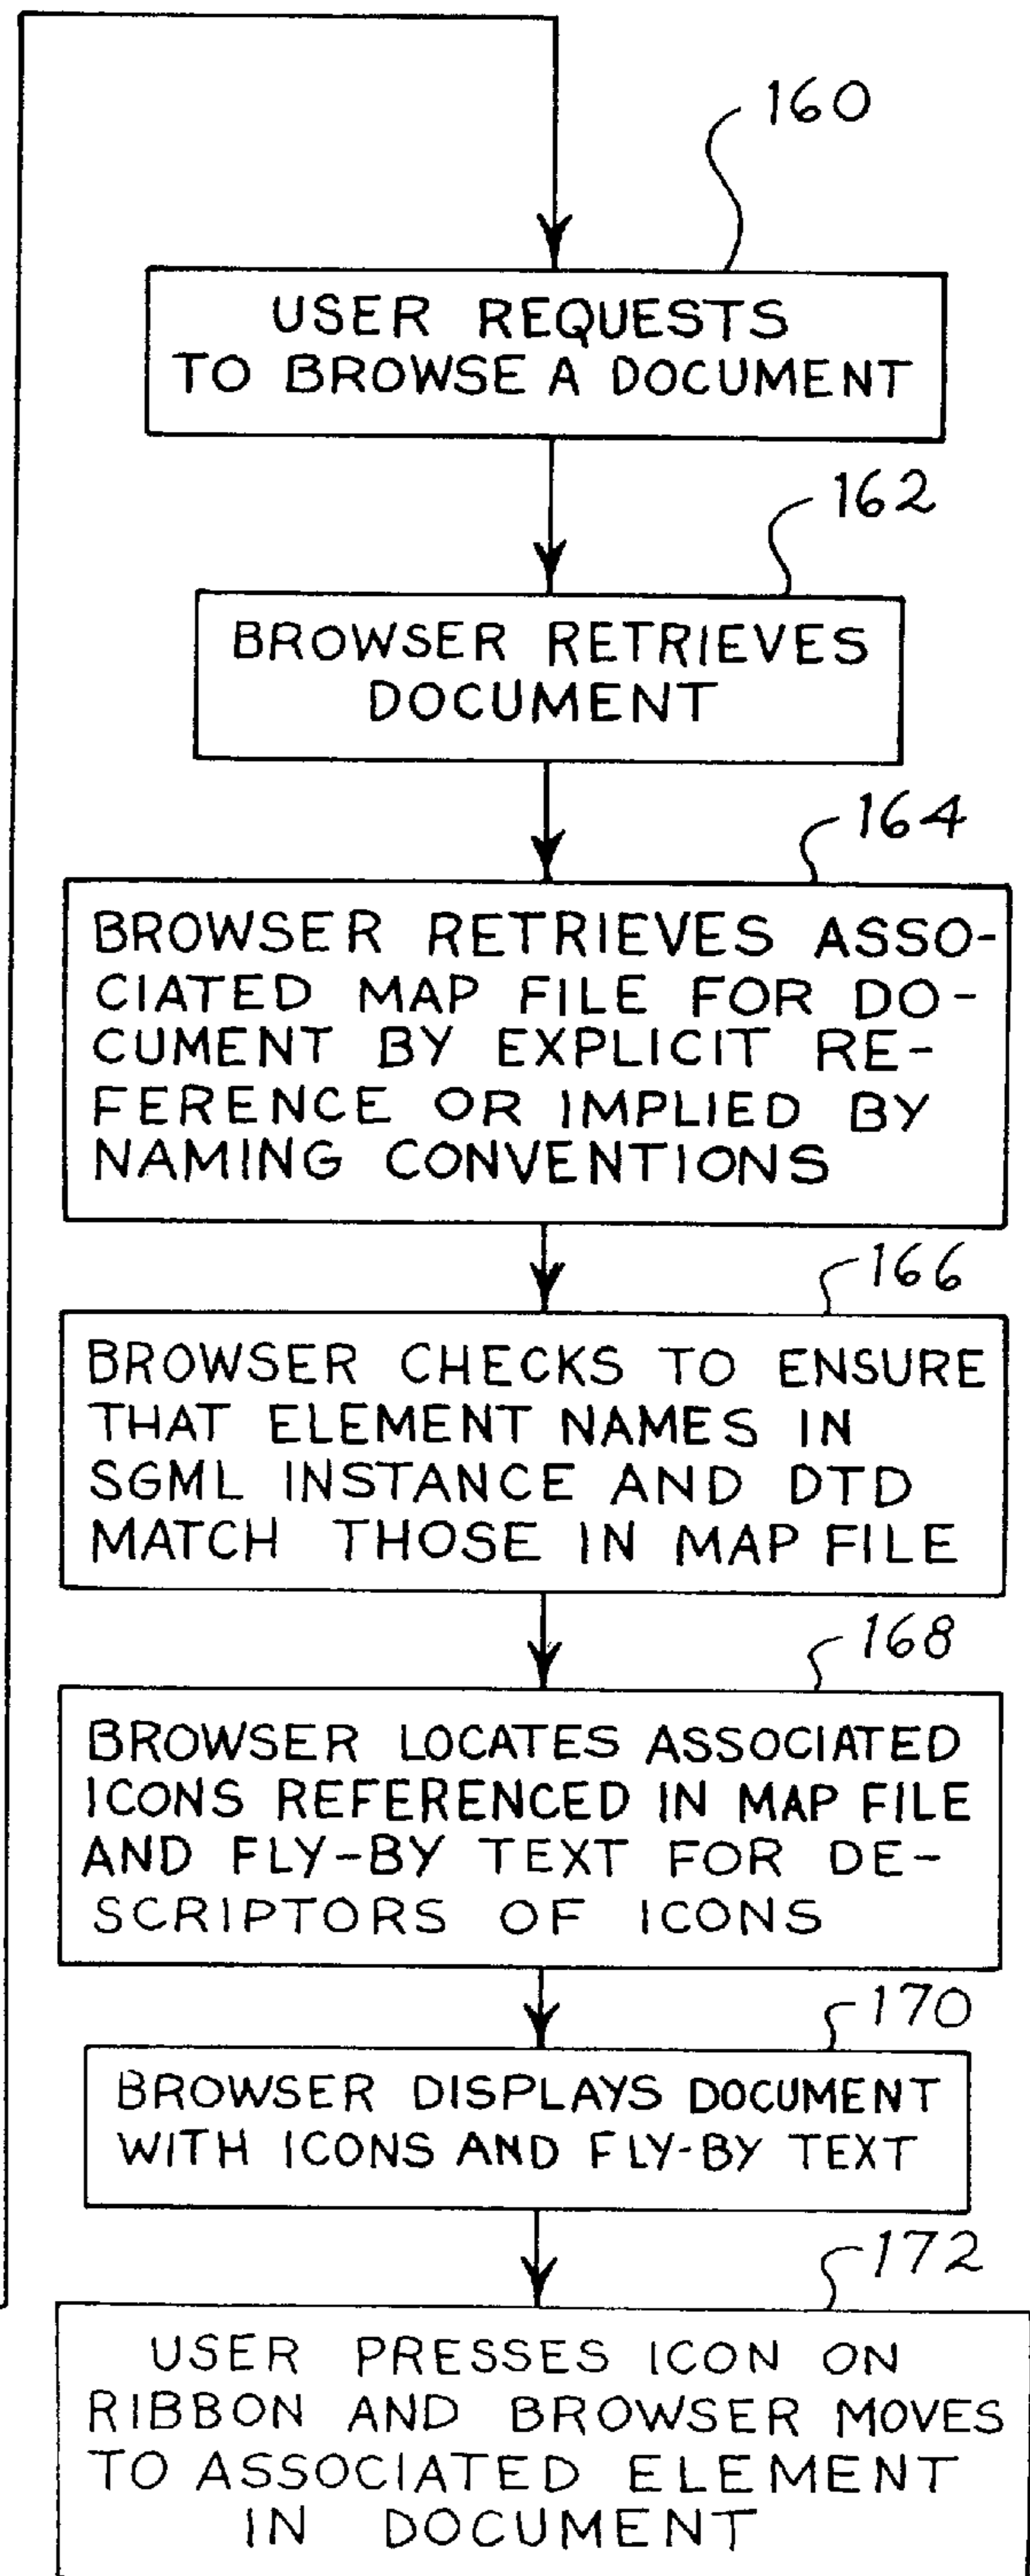 160
USER REQUESTS
TO BROWSE A DOCUMENT
162
BROWSER RETRIEVES
DOCUMENT
164
BROWSER RETRIEVES ASSO-
CIATED MAP FILE FOR DO-
CUMENT BY EXPLICIT RE-
FERENCE OR IMPLIED BY
NAMING CONVENTIONS
166
BROWSER CHECKS TO ENSURE
THAT ELEMENT NAMES IN
SGML INSTANCE AND DTD
MATCH THOSE IN MAP FILE
168
BROWSER LOCATES ASSOCIATED
ICONS REFERENCED IN MAP FILE
AND FLY-BY TEXT FOR DE-
SCRIPTORS OF ICONS
170
BROWSER DISPLAYS DOCUMENT
WITH ICONS AND FLY-BY TEXT
172
USER PRESSES ICON ON
RIBBON AND BROWSER MOVES
TO ASSOCIATED ELEMENT
IN DOCUMENT